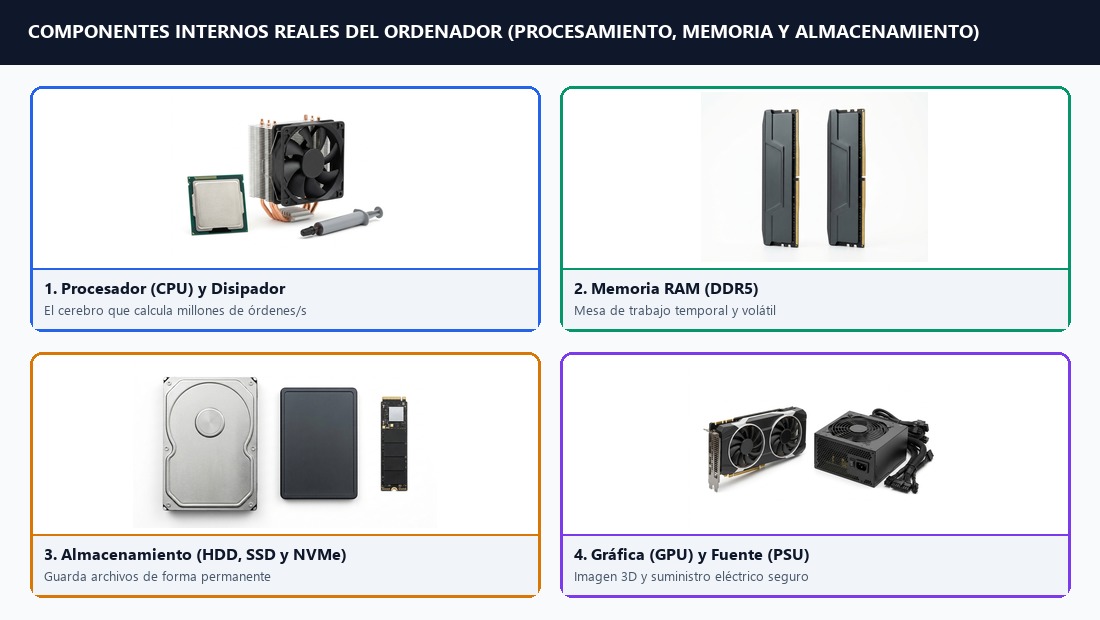 COMPONENTES INTERNOS REALES DEL ORDENADOR (PROCESAMIENTO, MEMORIA Y ALMACENAMIENTO)
1. Procesador (CPU) y Disipador
El cerebro que calcula millones de órdenes/s
2. Memoria RAM (DDR5)
Mesa de trabajo temporal y volátil
3. Almacenamiento (HDD, SSD y NVMe)
Guarda archivos de forma permanente
4. Gráfica (GPU) y Fuente (PSU)
Imagen 3D y suministro eléctrico seguro